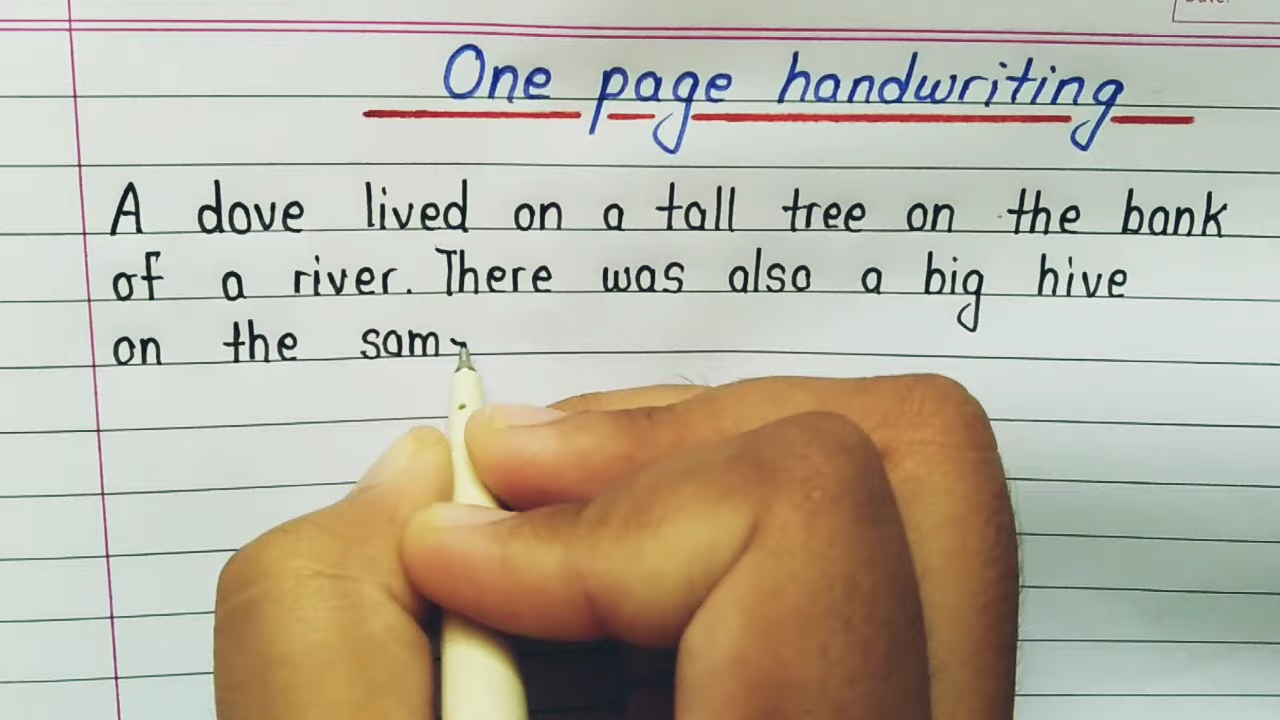 One page handwriting
A dove lived on a tall tree on the bank
of a river. There was also a big hive
on the sam